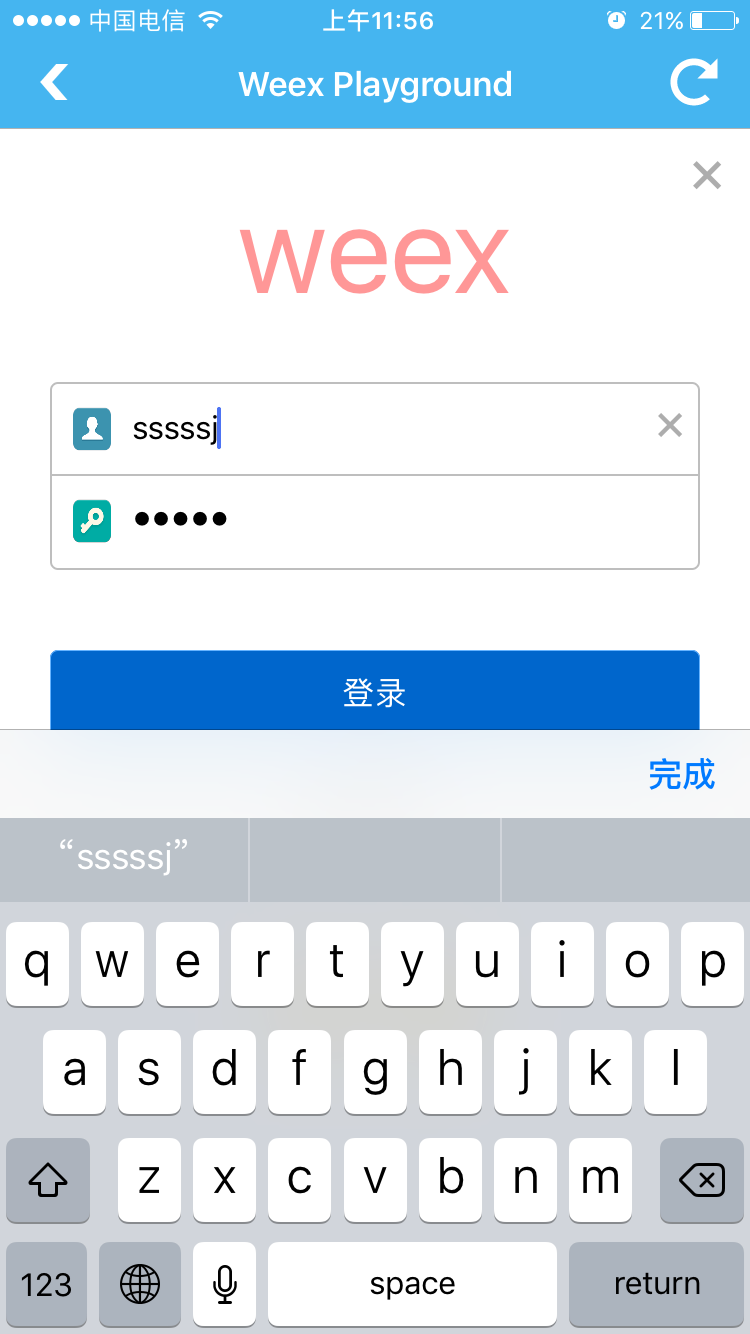 中国电信 上午11:56 21%
Weex Playground
weex
sssssj
•••••
登录
完成
“sssssj”
q w e r t y u i o p
a s d f g h j k l
z x c v b n m
123 space return